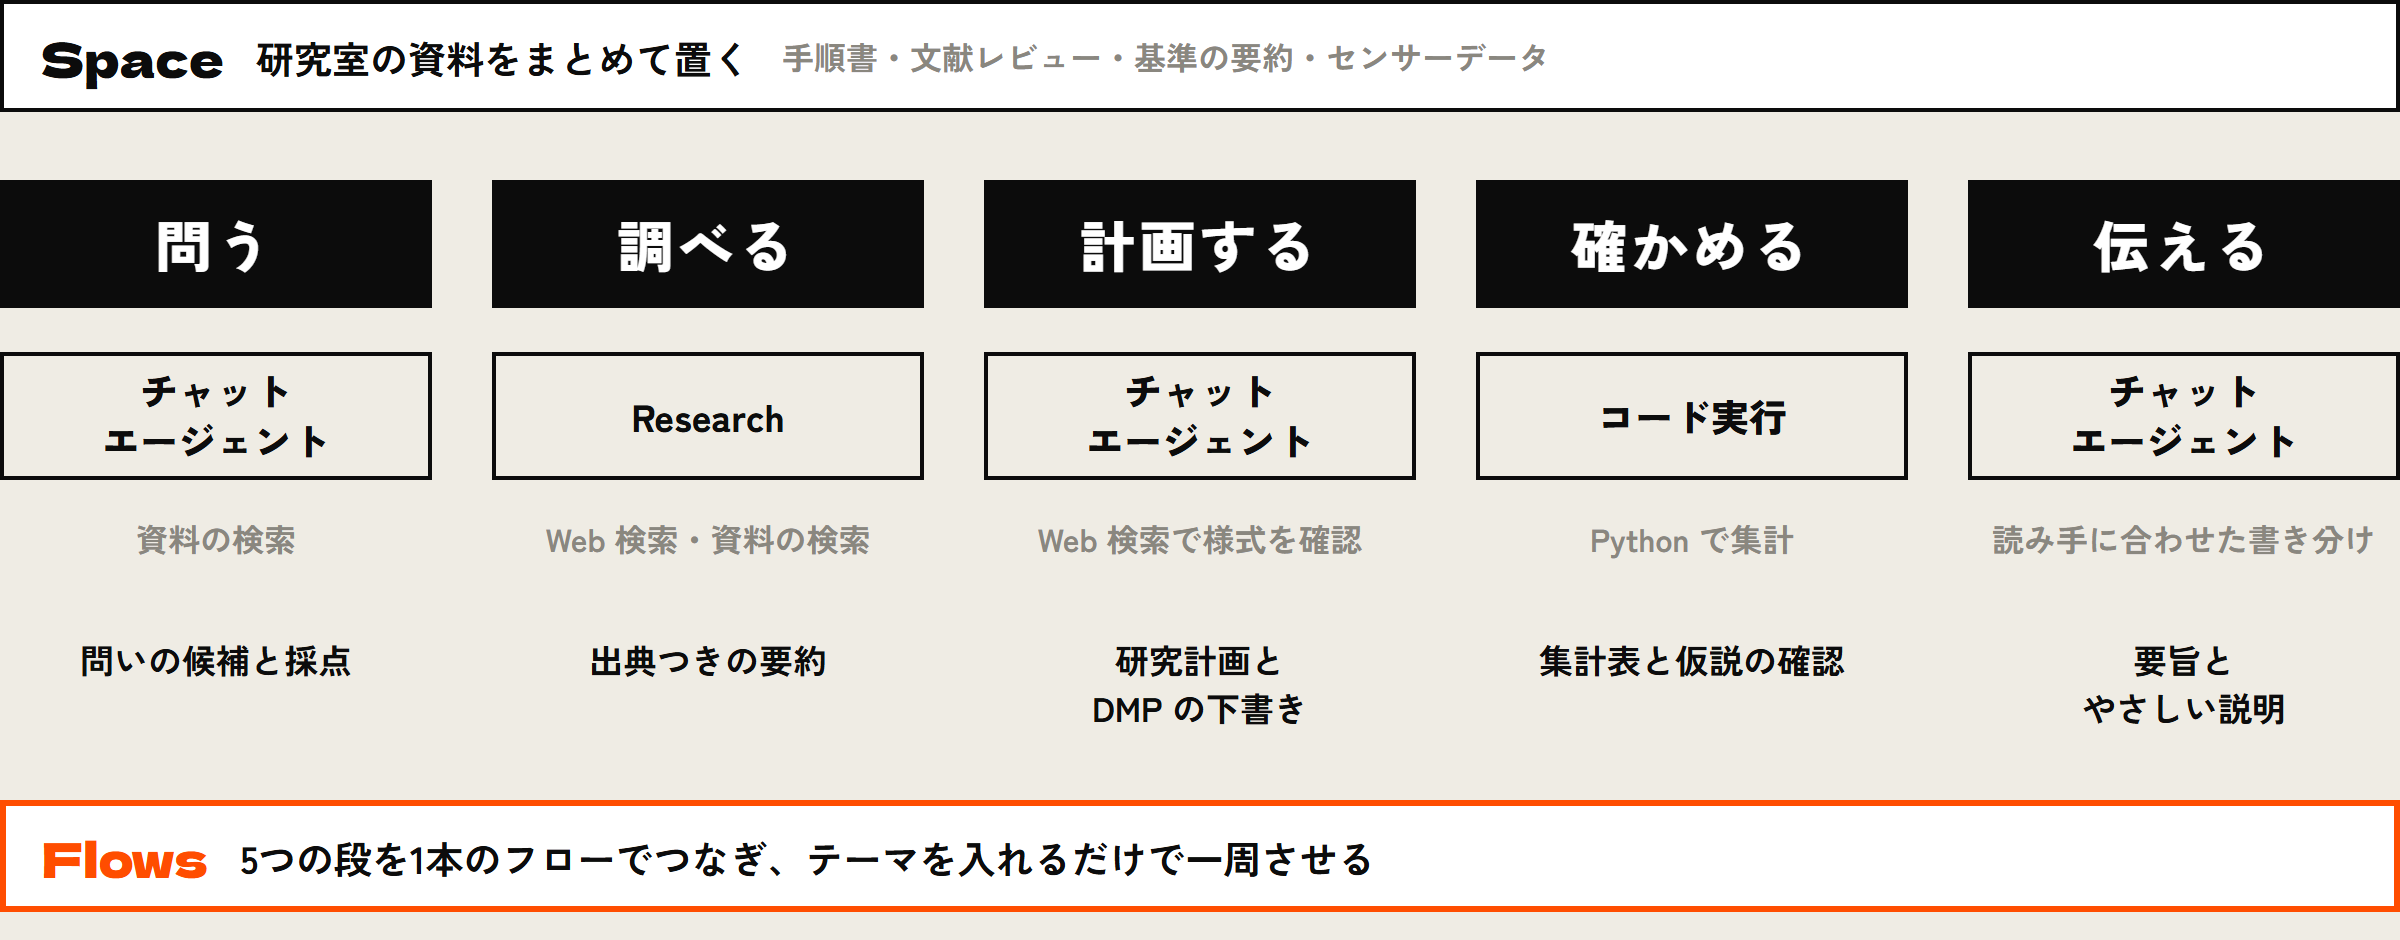 Space 研究室の資料をまとめて置く 手順書・文献レビュー・基準の要約・センサーデータ
問う
調べる
計画する
確かめる
伝える
チャット
エージェント
Research
チャット
エージェント
コード実行
チャット
エージェント
資料の検索
Web 検索・資料の検索
Web 検索で様式を確認
Python で集計
読み手に合わせた書き分け
問いの候補と採点
出典つきの要約
研究計画と
DMP の下書き
集計表と仮説の確認
要旨と
やさしい説明
Flows 5つの段を1本のフローでつなぎ、テーマを入れるだけで一周させる